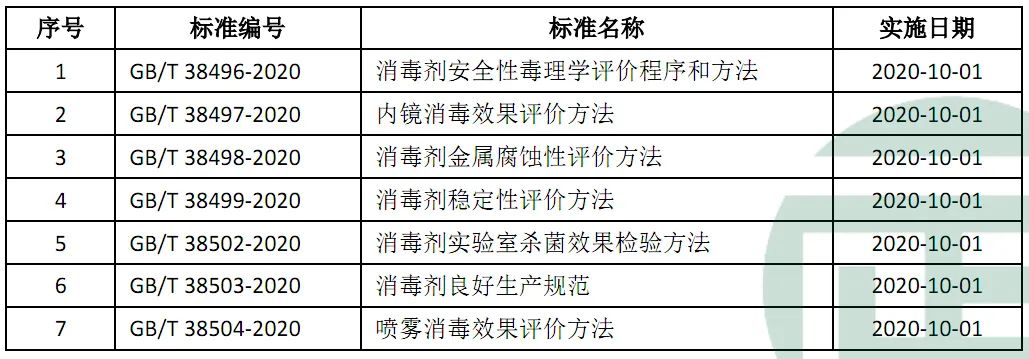 序号 标准编号 标准名称 实施日期
1 GB/T 38496-2020 消毒剂安全性毒理学评价程序和方法 2020-10-01
2 GB/T 38497-2020 内镜消毒效果评价方法 2020-10-01
3 GB/T 38498-2020 消毒剂金属腐蚀性评价方法 2020-10-01
4 GB/T 38499-2020 消毒剂稳定性评价方法 2020-10-01
5 GB/T 38502-2020 消毒剂实验室杀菌效果检验方法 2020-10-01
6 GB/T 38503-2020 消毒剂良好生产规范 2020-10-01
7 GB/T 38504-2020 喷雾消毒效果评价方法 2020-10-01